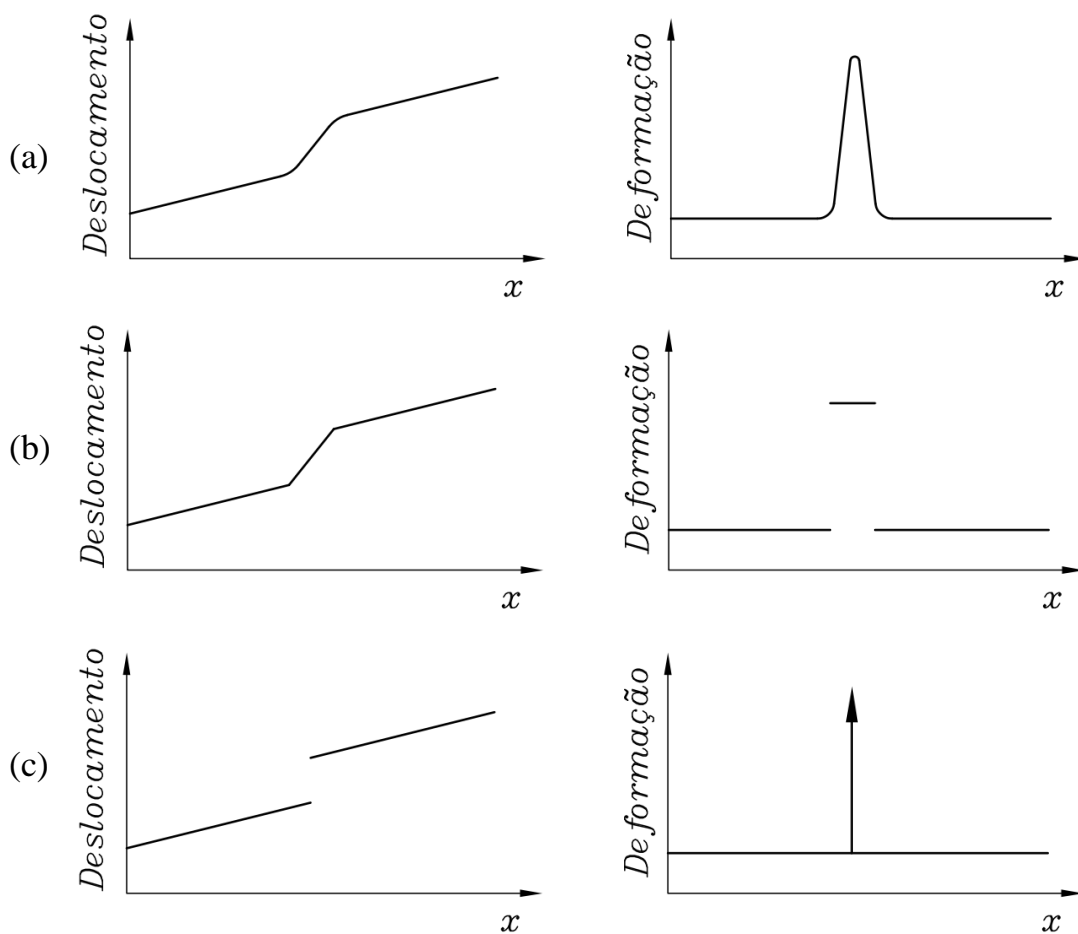 (a)
Deslocamento
x
Deformação
x
(b)
Deslocamento
x
Deformação
x
(c)
Deslocamento
x
Deformação
x